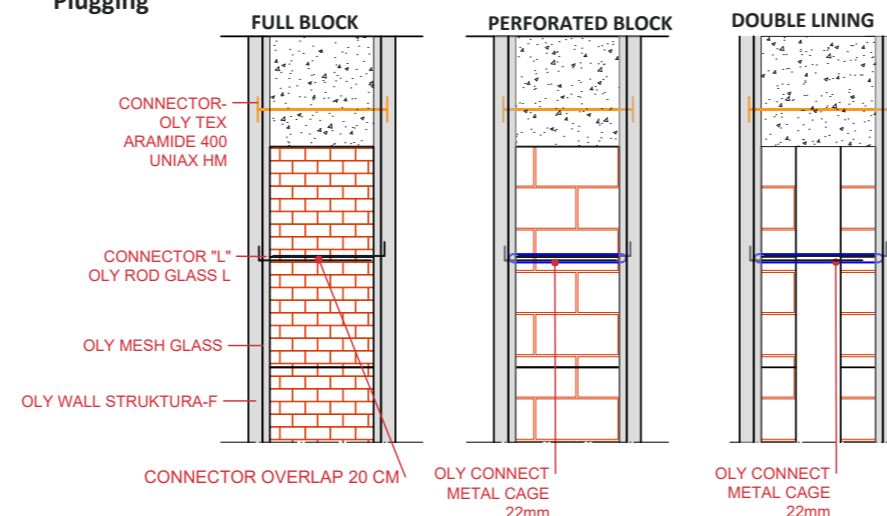 Plugging
FULL BLOCK
PERFORATED BLOCK
DOUBLE LINING
CONNECTOR-
OLY TEX
ARAMIDE 400
UNIAX HM
CONNECTOR "L"
OLY ROD GLASS L
OLY MESH GLASS
OLY WALL STRUKTURA-F
CONNECTOR OVERLAP 20 CM
OLY CONNECT
METAL CAGE
22mm
OLY CONNECT
METAL CAGE
22mm